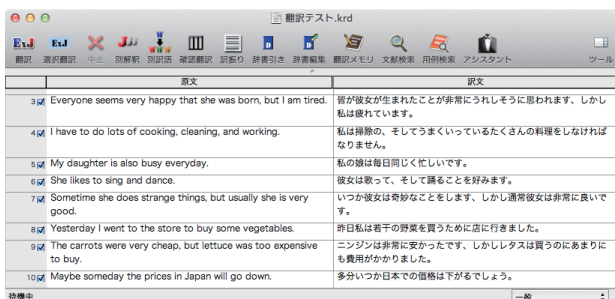 翻訳テスト.krd
ExJ ExJ JJJ W WWW D D
翻訳 選択翻訳 中止 別解釈 別訳語 確認翻訳 訳振り 辞書引き 辞書編集 翻訳メモリ 文献検索 用例検索 アシスタント ツール
原文 訳文
3 Everyone seems very happy that she was born, but I am tired. 皆が彼女が生まれたことが非常にうれしそうに思われます、しかし
私は疲れています。
4 I have to do lots of cooking, cleaning, and working. 私は掃除の、そしてうまくいっているたくさんの料理をしなければ
なりません。
5 My daughter is also busy everyday. 私の娘は毎日同じく忙しいです。
6 She likes to sing and dance. 彼女は歌って、そして踊ることを好みます。
7 Sometime she does strange things, but usually she is very いつか彼女は奇妙なことをします、しかし通常彼女は非常に良いで
good. す。
8 Yesterday I went to the store to buy some vegetables. 昨日私は若干の野菜を買うために店に行きました。
9 The carrots were very cheap, but lettuce was too expensive ニンジンは非常に安かったです、しかしレタスは買うのにあまりに
to buy. も費用がかかりました。
10 Maybe someday the prices in Japan will go down. 多分いつか日本での価格は下がるでしょう。
待機中 一般